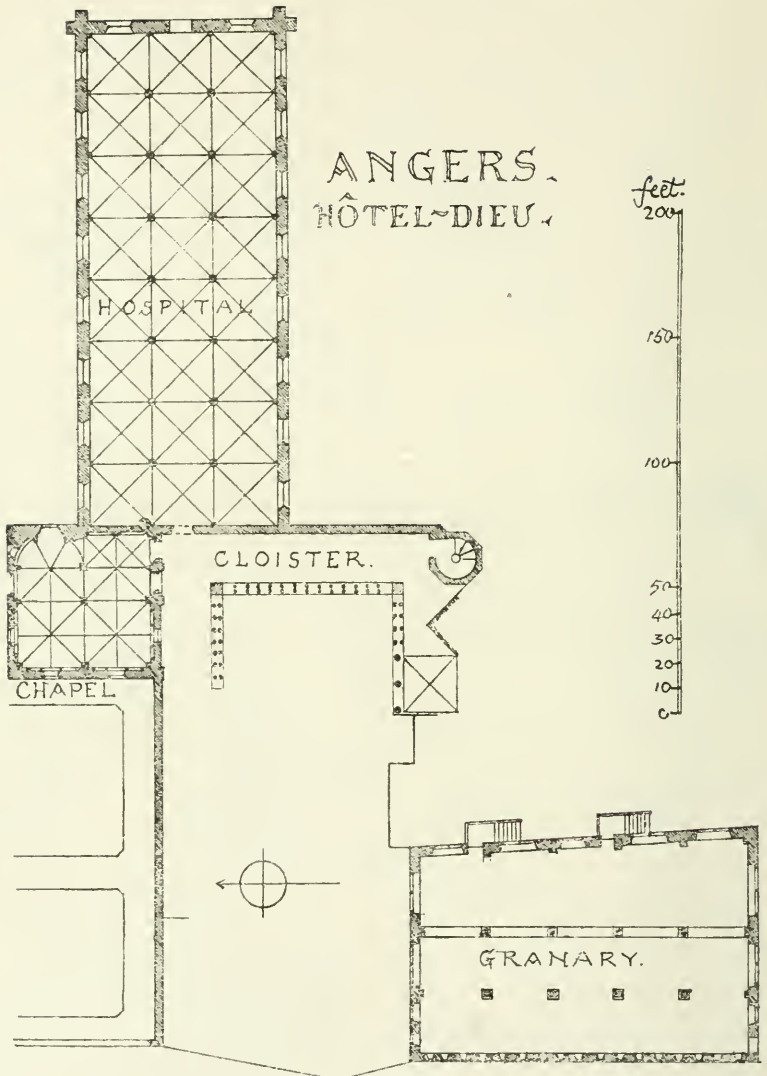 ANGERS.
HÔTEL-DIEU.
feet.
200
150
HOSPITAL
100
CLOISTER.
50
40
30
20
10
0
CHAPEL
GRANARY.